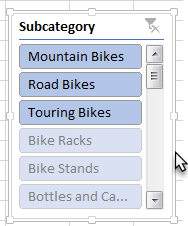 Subcategory
Mountain Bikes
Road Bikes
Touring Bikes
Bike Racks
Bike Stands
Bottles and Ca...